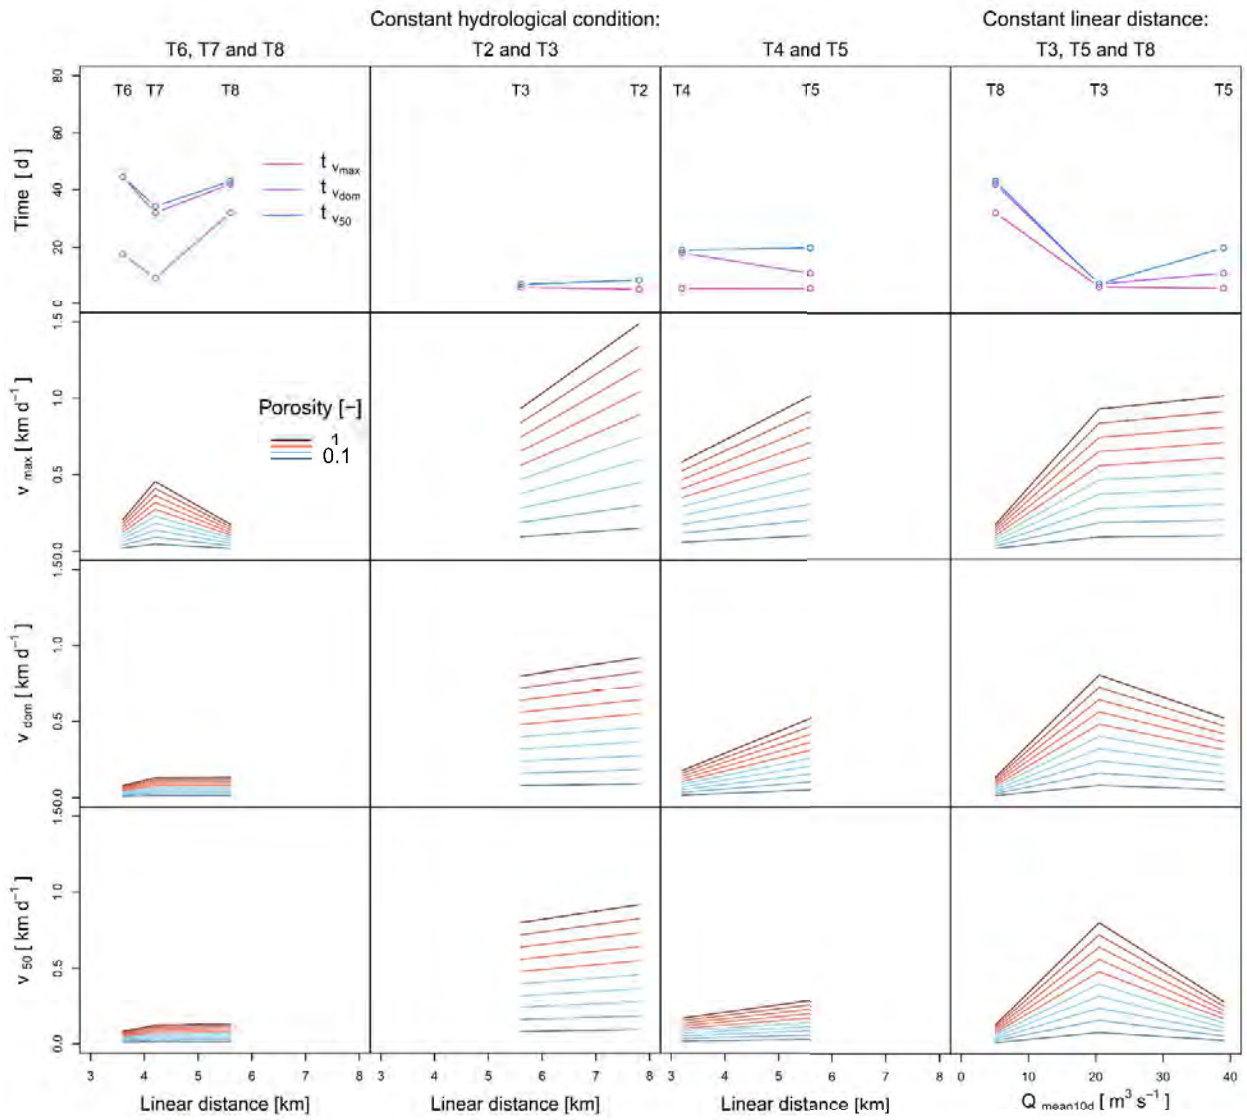 Constant hydrological condition:
Constant linear distance:
T6, T7 and T8
T2 and T3
T4 and T5
T3, T5 and T8
T6 T7 T8
T3 T2
T4 T5
T8 T3 T5
Time [ d ]
0 20 40 60 80
t vmax
t vdom
t v50
v max [ km d⁻¹ ]
0.0 0.5 1.0 1.5
Porosity [−]
1
0.1
v dom [ km d⁻¹ ]
0.0 0.5 1.0 1.5
v 50 [ km d⁻¹ ]
0.0 0.5 1.0 1.5
3 4 5 6 7 8
3 4 5 6 7 8
3 4 5 6 7 8
0 10 20 30 40
Linear distance [km]
Linear distance [km]
Linear distance [km]
Q mean10d [ m³ s⁻¹ ]